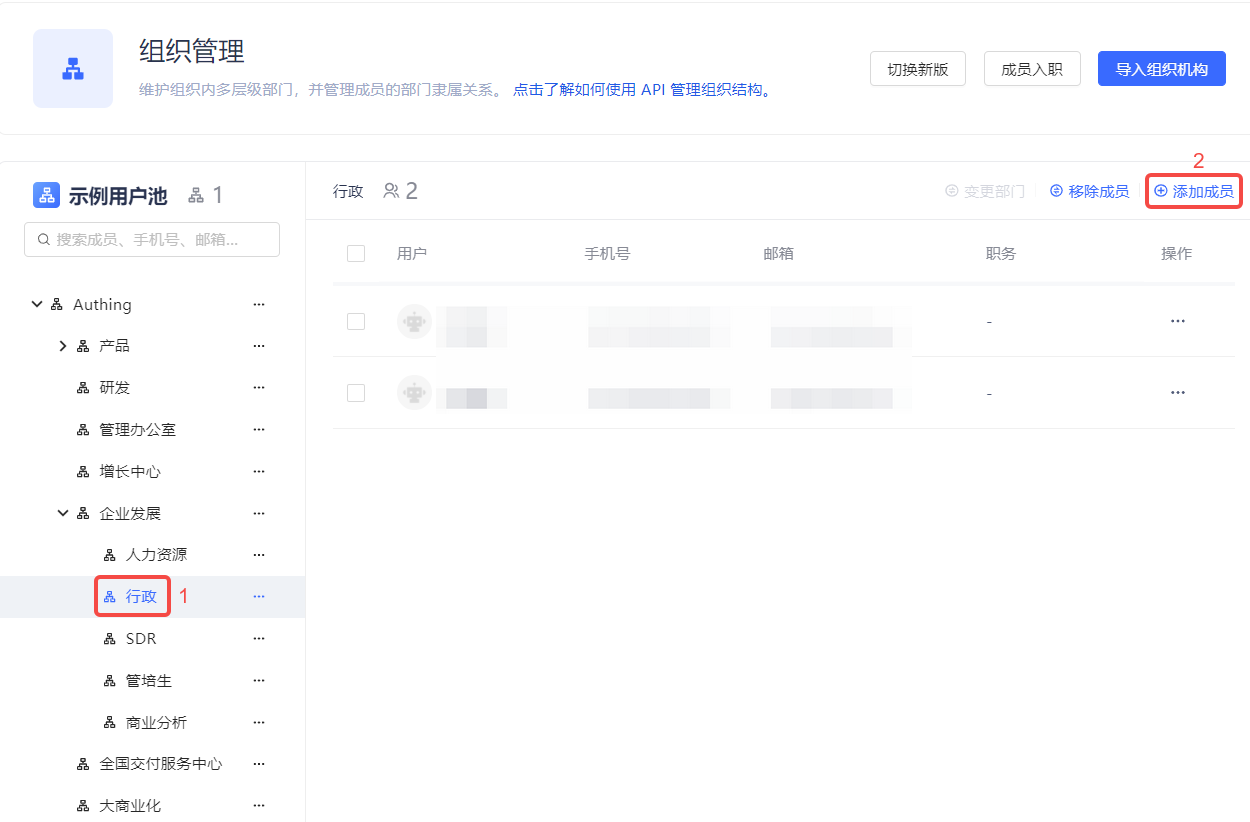 组织管理
维护组织内多层级部门，并管理成员的部门隶属关系。 点击了解如何使用 API 管理组织结构。
切换新版
成员入职
导入组织机构
示例用户池 1
搜索成员、手机号、邮箱...
Authing
产品
研发
管理办公室
增长中心
企业发展
人力资源
行政 1
SDR
管培生
商业分析
全国交付服务中心
大商业化
行政 2
变更部门
移除成员
2
添加成员
用户 手机号 邮箱 职务 操作
-
-